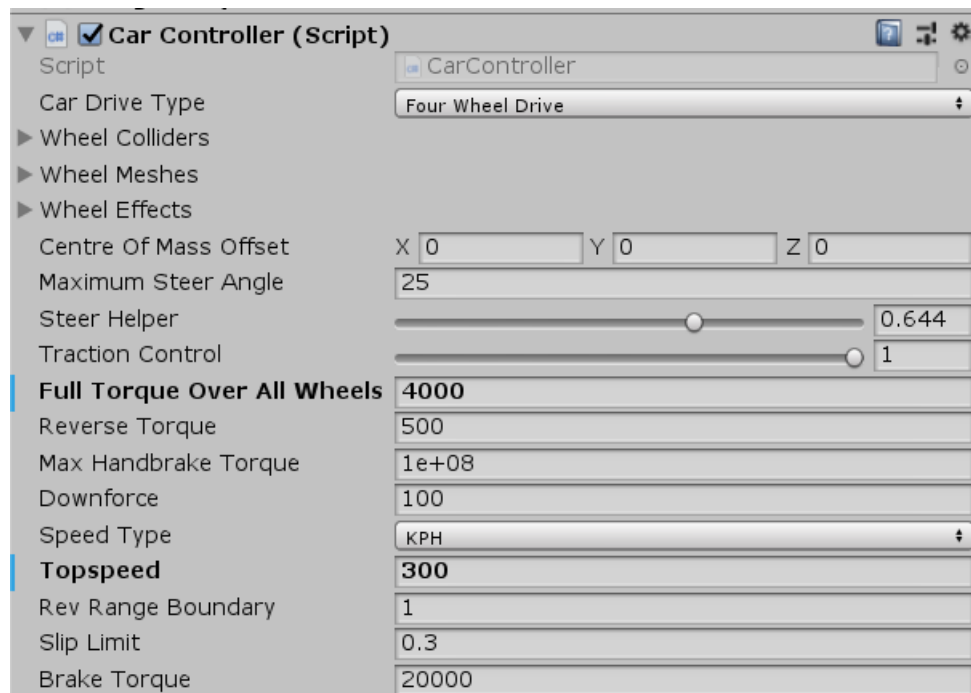 Car Controller (Script)
Script CarController
Car Drive Type Four Wheel Drive
Wheel Colliders
Wheel Meshes
Wheel Effects
Centre Of Mass Offset X 0 Y 0 Z 0
Maximum Steer Angle 25
Steer Helper 0.644
Traction Control 1
Full Torque Over All Wheels 4000
Reverse Torque 500
Max Handbrake Torque 1e+08
Downforce 100
Speed Type KPH
Topspeed 300
Rev Range Boundary 1
Slip Limit 0.3
Brake Torque 20000